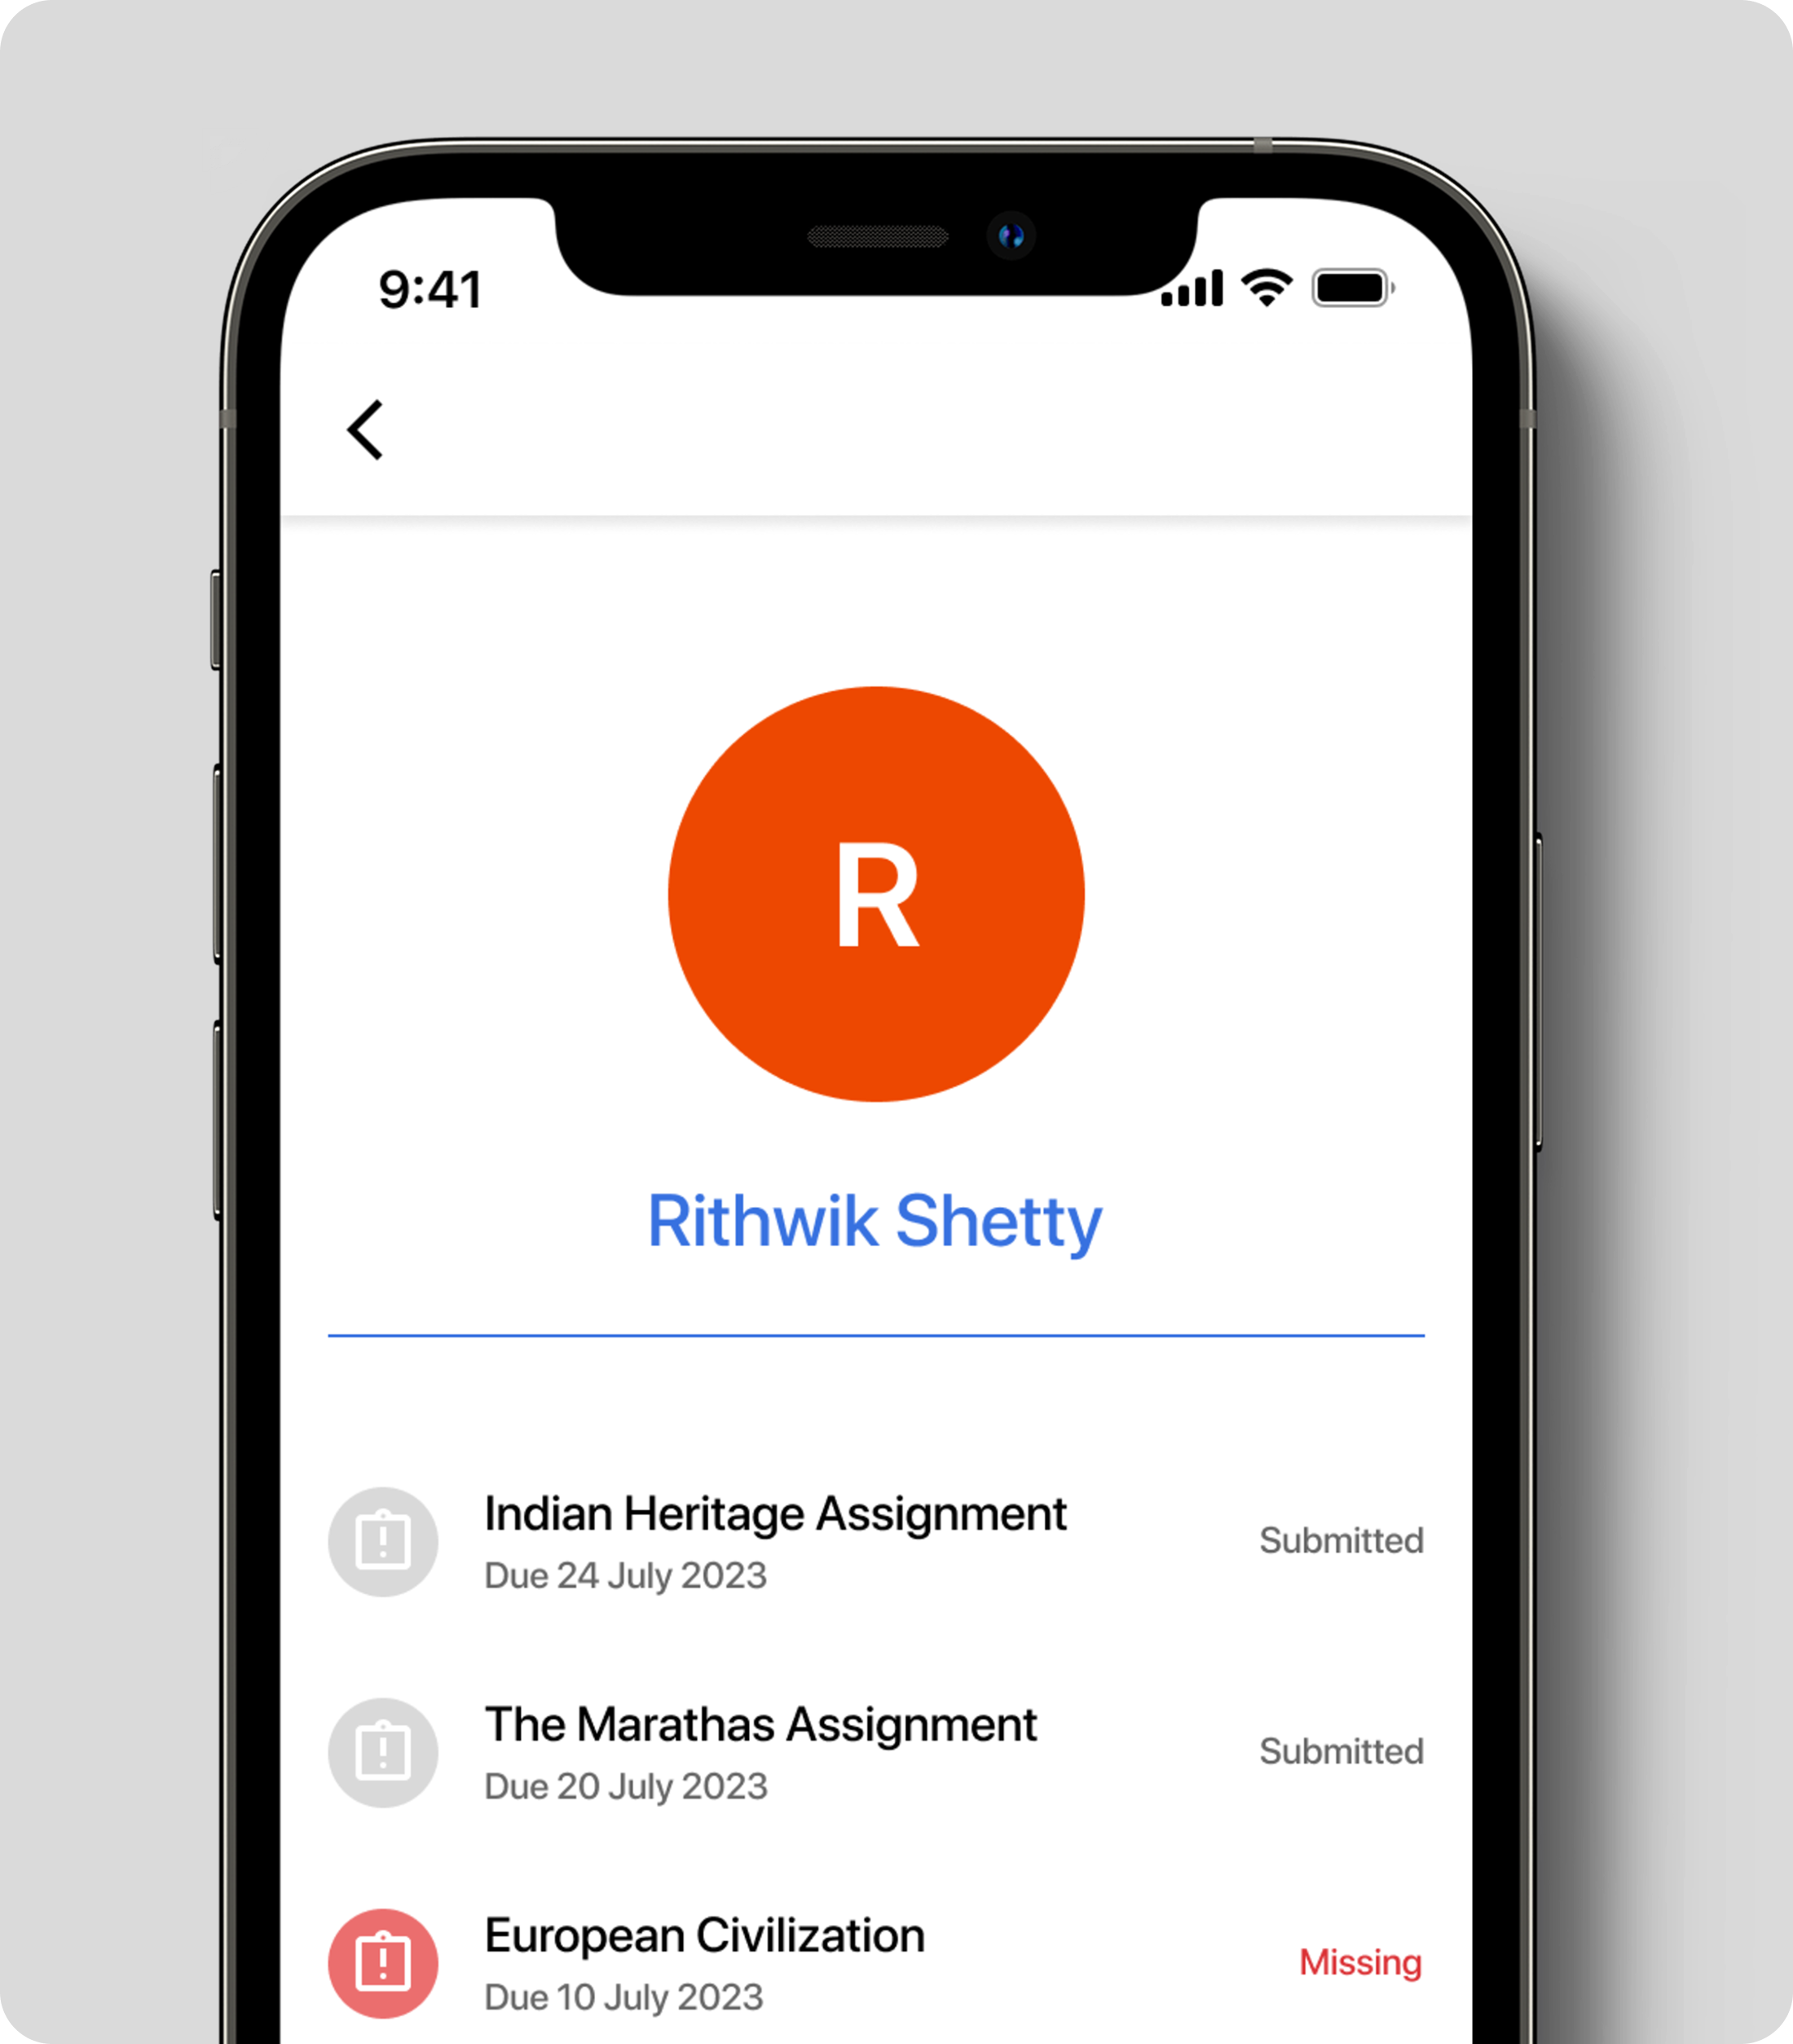 9:41
R
Rithwik Shetty
Indian Heritage Assignment
Submitted
Due 24 July 2023
The Marathas Assignment
Submitted
Due 20 July 2023
European Civilization
Missing
Due 10 July 2023